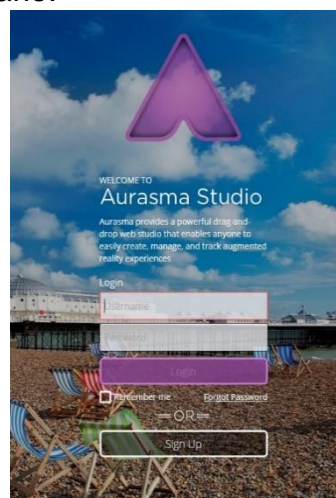 WELCOME TO
Aurasma Studio
Aurasma provides a powerful drag-and-
drop web studio that enables anyone to
easily create, manage, and track augmented
reality experiences
Login
Username
Password
Login
Remember me Forgot Password
OR
Sign Up